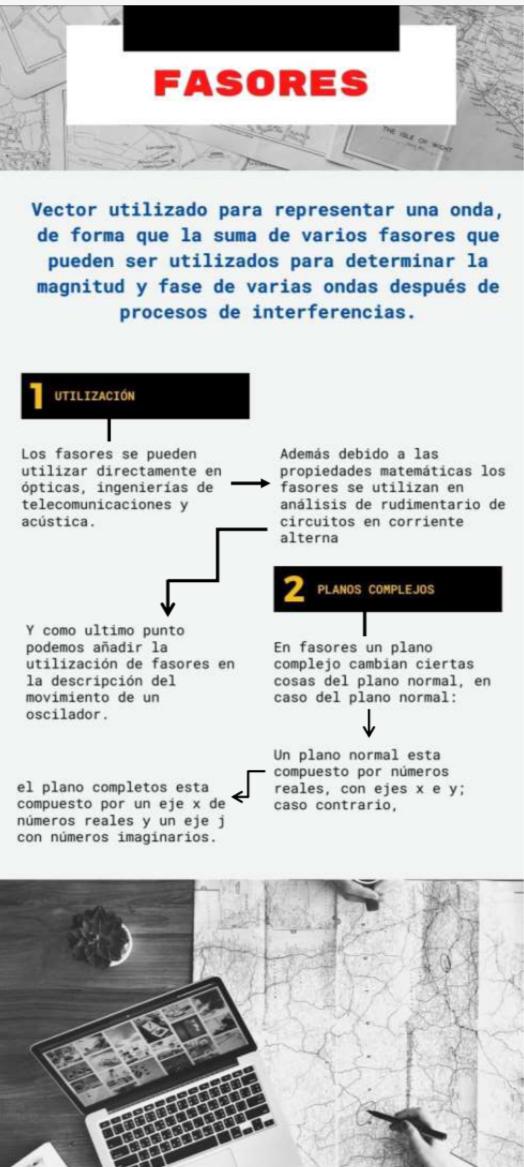 FASORES
THE ISLE OF WIGHT
Vector utilizado para representar una onda,
de forma que la suma de varios fasores que
pueden ser utilizados para determinar la
magnitud y fase de varias ondas después de
procesos de interferencias.
1 UTILIZACIÓN
Los fasores se pueden
utilizar directamente en
ópticas, ingenierías de
telecomunicaciones y
acústica.
Además debido a las
propiedades matemáticas los
fasores se utilizan en
análisis de rudimentario de
circuitos en corriente
alterna
Y como ultimo punto
podemos añadir la
utilización de fasores en
la descripción del
movimiento de un
oscilador.
2 PLANOS COMPLEJOS
En fasores un plano
complejo cambian ciertas
cosas del plano normal, en
caso del plano normal:
Un plano normal esta
compuesto por números
reales, con ejes x e y;
caso contrario,
el plano completos esta
compuesto por un eje x de
números reales y un eje j
con números imaginarios.